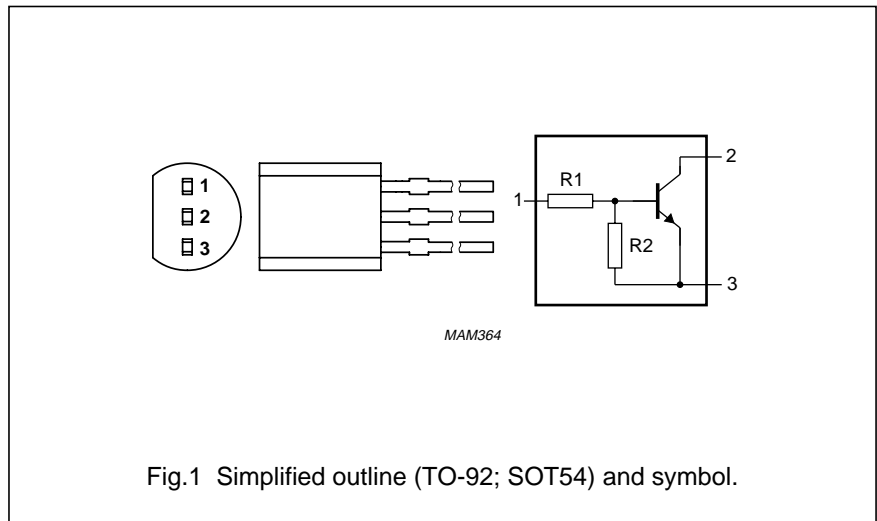 1
2
3
1
R1
R2
2
3
MAM364
Fig.1 Simplified outline (TO-92; SOT54) and symbol.